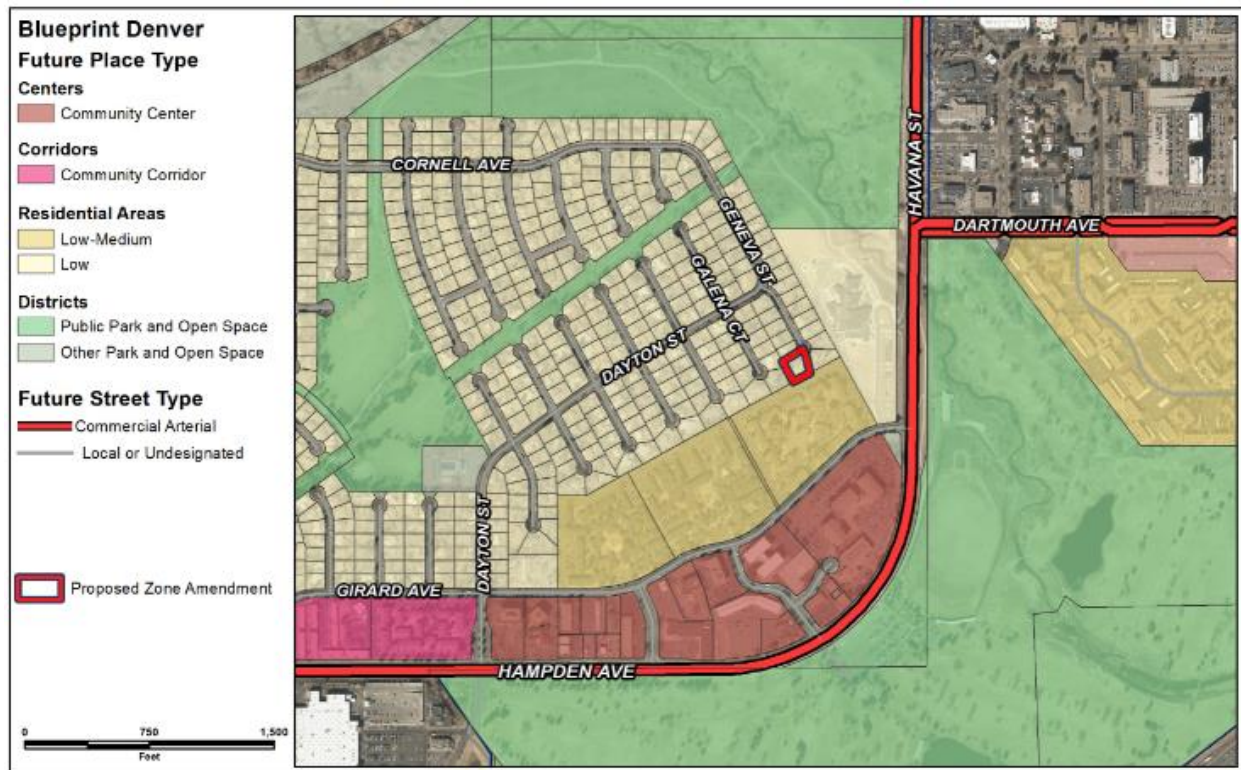 Blueprint Denver
Future Place Type
Centers
Community Center
Corridors
Community Corridor
Residential Areas
Low-Medium
Low
Districts
Public Park and Open Space
Other Park and Open Space
Future Street Type
Commercial Arterial
Local or Undesignated
Proposed Zone Amendment
0 750 1,500
Feet
CORNELL AVE
GENEVA ST
HAVANA ST
DARTMOUTH AVE
GALENA CT
DAYTON ST
DAYTON ST
GIRARD AVE
HAMPDEN AVE